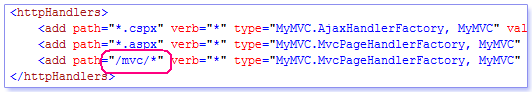 <httpHandlers>
<add path="*.cspx" verb="*" type="MyMVC.AjaxHandlerFactory, MyMVC" val
<add path="*.aspx" verb="*" type="MyMVC.MvcPageHandlerFactory, MyMVC"
<add path="/mvc/*" verb="*" type="MyMVC.MvcPageHandlerFactory, MyMVC"
</httpHandlers>